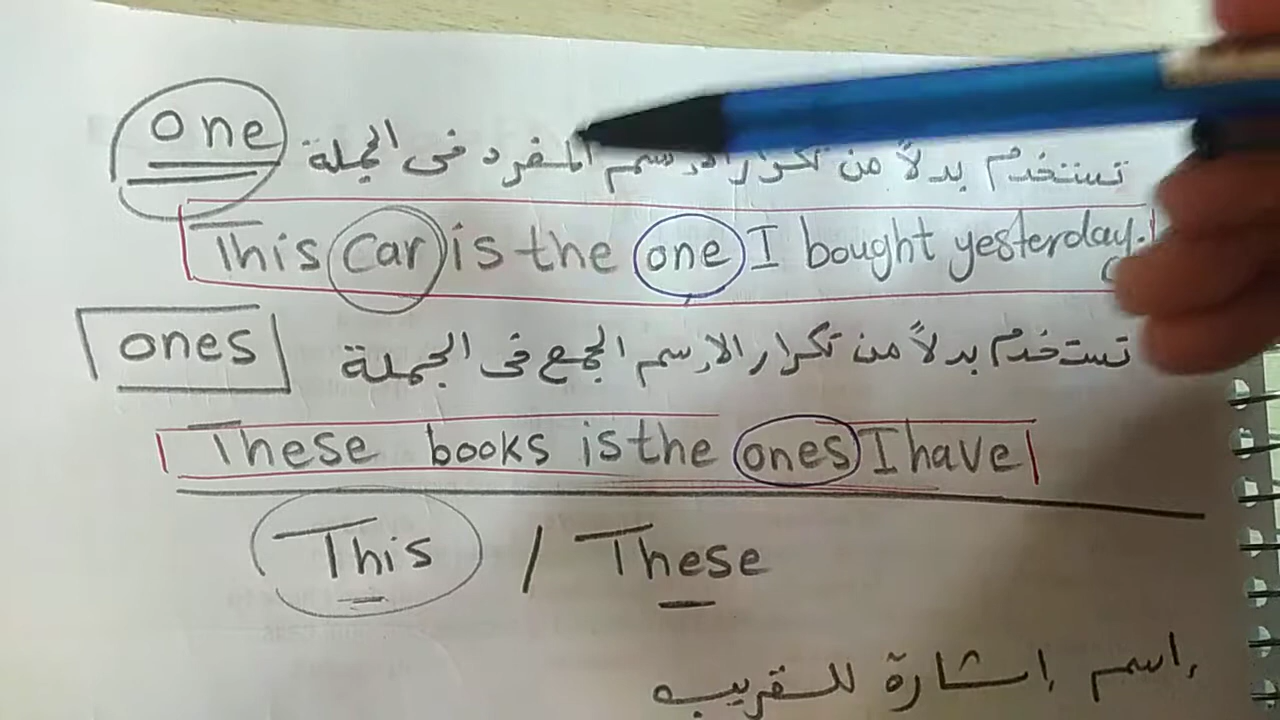 one تستخدم بدلاً من تكرار الاسم المفرد فى الجملة
This car is the one I bought yesterday.
ones تستخدم بدلاً من تكرار الاسم الجمع فى الجملة
These books is the ones I have
This / These
إسم إشارة للقريب